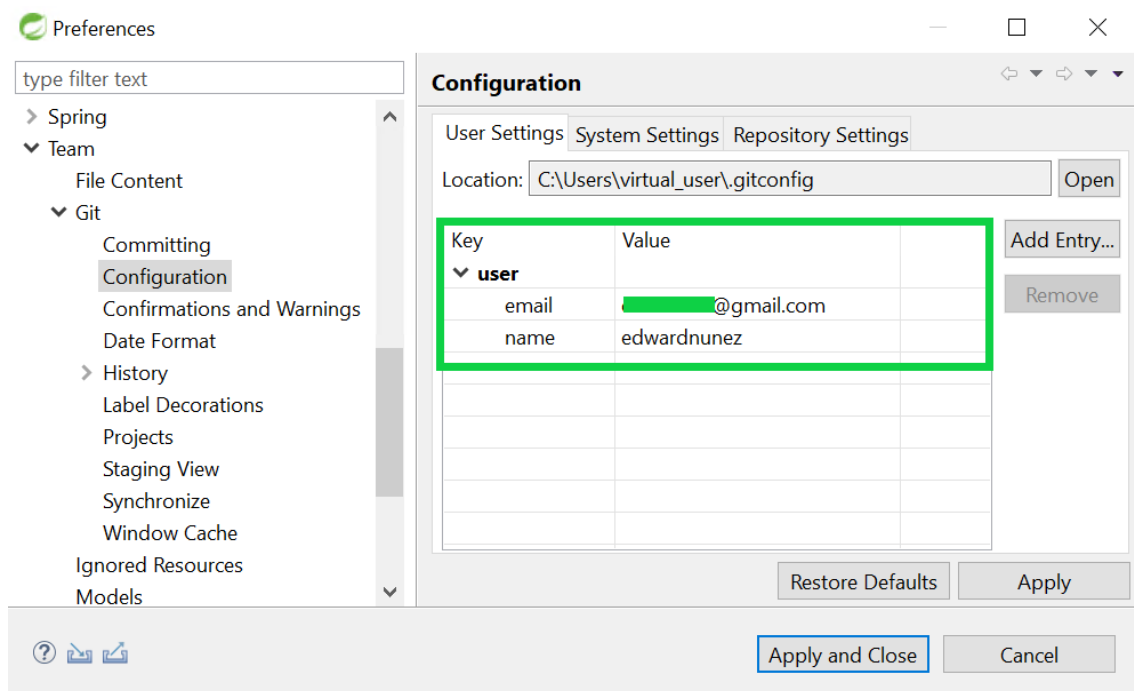 Preferences
type filter text
Spring
Team
File Content
Git
Committing
Configuration
Confirmations and Warnings
Date Format
History
Label Decorations
Projects
Staging View
Synchronize
Window Cache
Ignored Resources
Models
Configuration
User Settings System Settings Repository Settings
Location: C:\Users\virtual_user\.gitconfig Open
Key Value Add Entry...
user
email @gmail.com Remove
name edwardnunez
Restore Defaults Apply
? Apply and Close Cancel